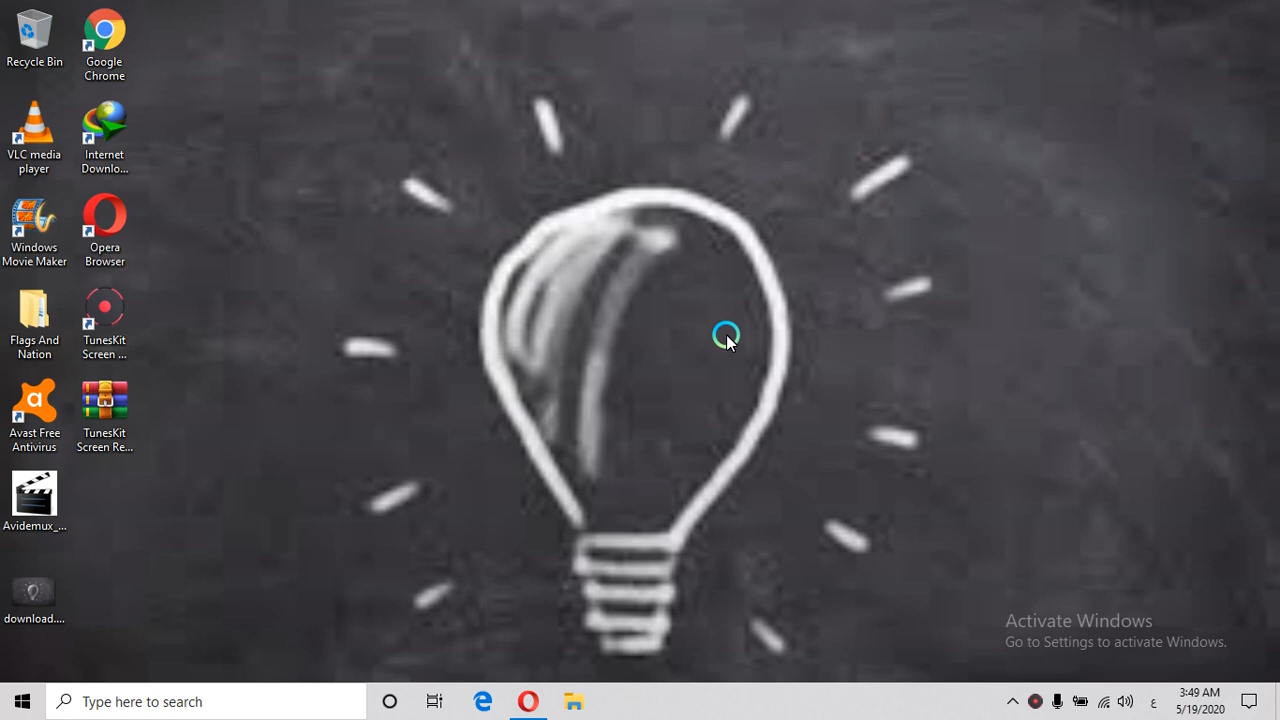 Recycle Bin
Google
Chrome
VLC media
player
Internet
Downlo...
Windows
Movie Maker
Opera
Browser
Flags And
Nation
TunesKit
Screen ...
Avast Free
Antivirus
TunesKit
Screen Re...
Avidemux_...
download....
Activate Windows
Go to Settings to activate Windows.
Type here to search
ع
3:49 AM
5/19/2020